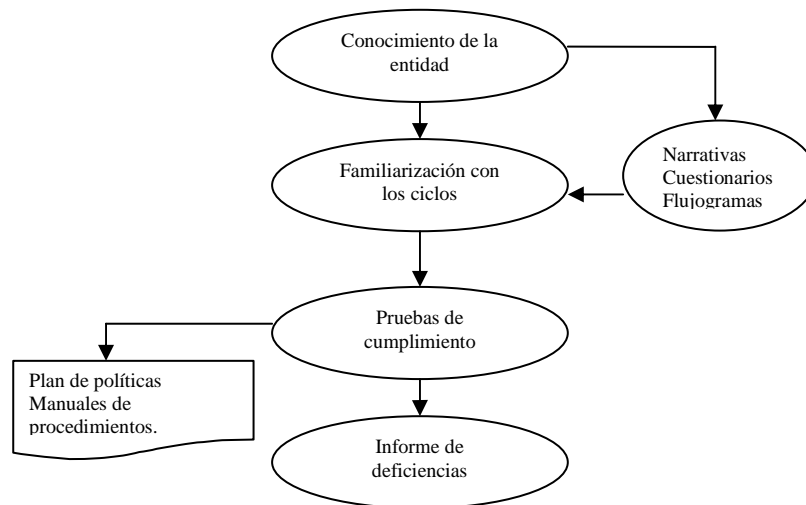 Conocimiento de la
entidad
Narrativas
Cuestionarios
Flujogramas
Familiarización con
los ciclos
Pruebas de
cumplimiento
Plan de políticas
Manuales de
procedimientos.
Informe de
deficiencias